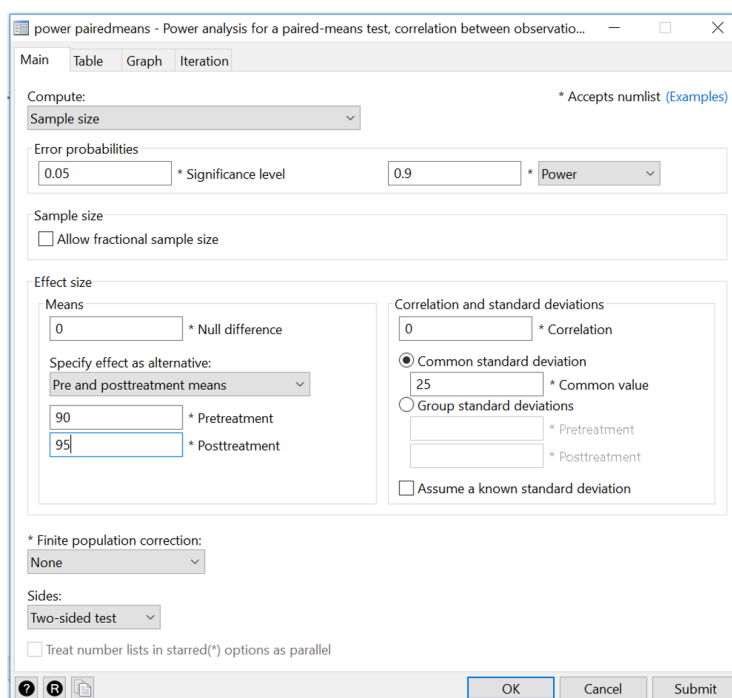 power pairedmeans - Power analysis for a paired-means test, correlation between observatio...
Main Table Graph Iteration
Compute: * Accepts numlist (Examples)
Sample size
Error probabilities
0.05 * Significance level 0.9 * Power
Sample size
Allow fractional sample size
Effect size
Means
0 * Null difference
Specify effect as alternative:
Pre and posttreatment means
90 * Pretreatment
95 * Posttreatment
Correlation and standard deviations
0 * Correlation
Common standard deviation
25 * Common value
Group standard deviations
* Pretreatment
* Posttreatment
Assume a known standard deviation
* Finite population correction:
None
Sides:
Two-sided test
Treat number lists in starred(*) options as parallel
? R OK Cancel Submit